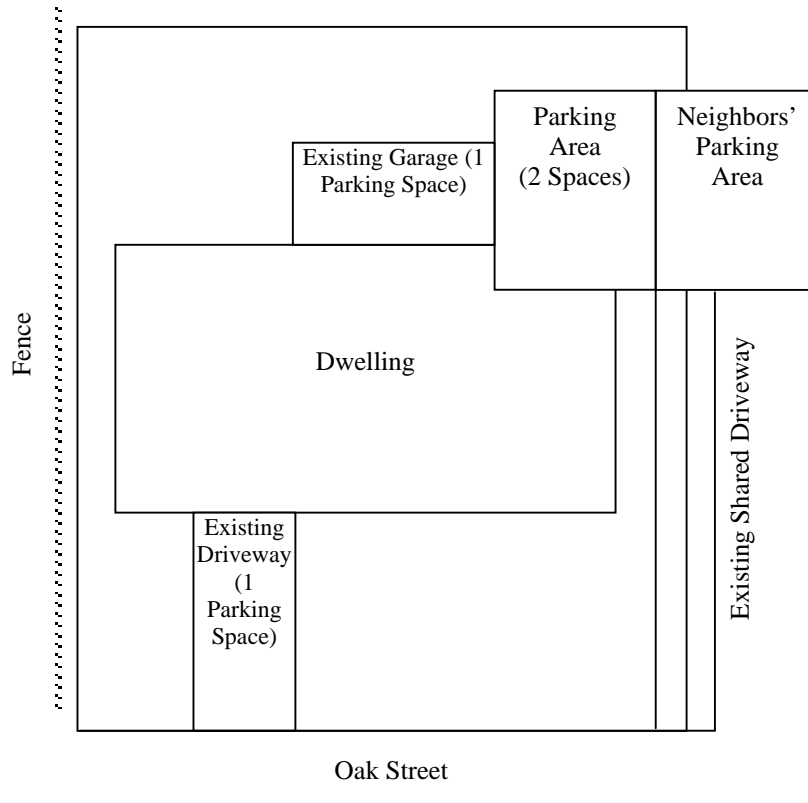 Parking
Area
(2 Spaces)
Neighbors’
Parking
Area
Existing Garage (1
Parking Space)
Fence
Dwelling
Existing Shared Driveway
Existing
Driveway
(1
Parking
Space)
Oak Street